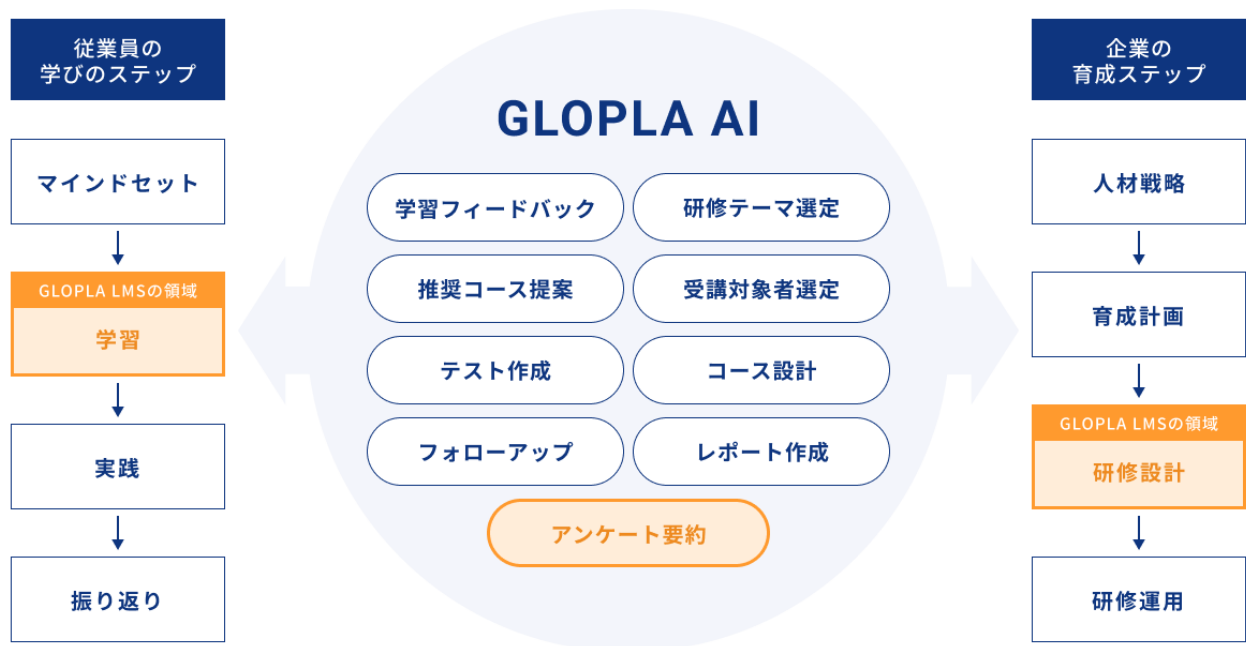 従業員の
学びのステップ
マインドセット
GLOPLA LMSの領域
学習
実践
振り返り
GLOPLA AI
学習フィードバック
研修テーマ選定
推奨コース提案
受講対象者選定
テスト作成
コース設計
フォローアップ
レポート作成
アンケート要約
企業の
育成ステップ
人材戦略
育成計画
GLOPLA LMSの領域
研修設計
研修運用